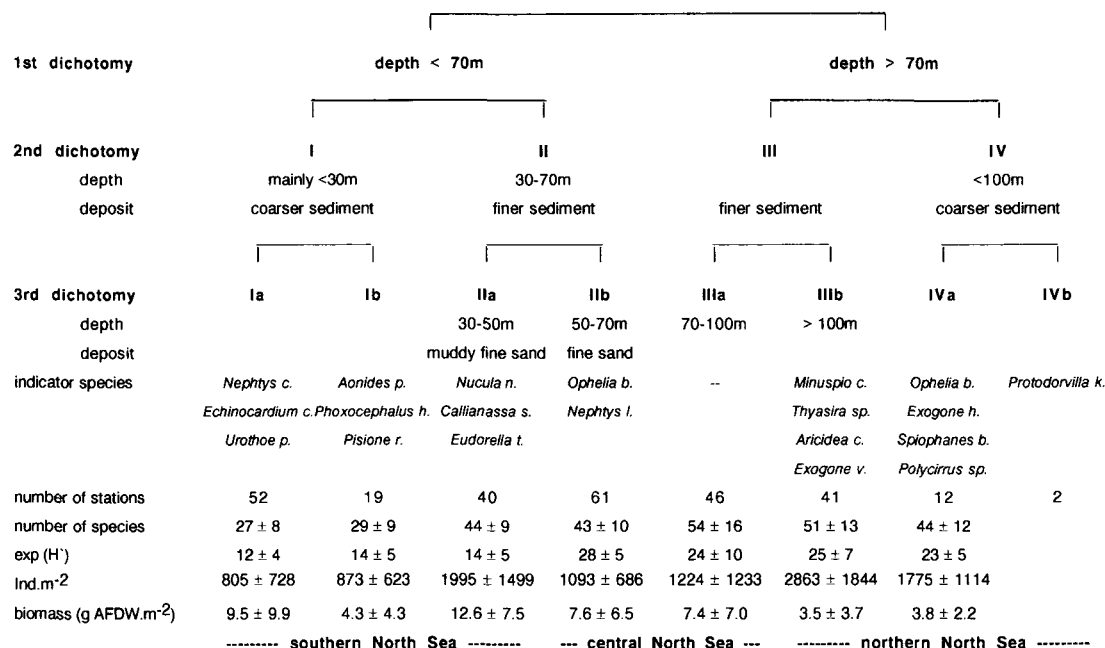 1st dichotomy depth < 70m depth > 70m
2nd dichotomy I II III IV
depth mainly <30m 30-70m <100m
deposit coarser sediment finer sediment finer sediment coarser sediment
3rd dichotomy Ia Ib IIa IIb IIIa IIIb IVa IVb
depth 30-50m 50-70m 70-100m > 100m
deposit muddy fine sand fine sand
indicator species Nephtys c. Aonides p. Nucula n. Ophelia b. -- Minuspio c. Ophelia b. Protodorvilla k.
Echinocardium c. Phoxocephalus h. Callianassa s. Nephtys l. Thyasira sp. Exogone h.
Urothoe p. Pisione r. Eudorella t. Aricidea c. Spiophanes b.
Exogone v. Polycirrus sp.
number of stations 52 19 40 61 46 41 12 2
number of species 27 ± 8 29 ± 9 44 ± 9 43 ± 10 54 ± 16 51 ± 13 44 ± 12
exp (H`) 12 ± 4 14 ± 5 14 ± 5 28 ± 5 24 ± 10 25 ± 7 23 ± 5
Ind.m-2 805 ± 728 873 ± 623 1995 ± 1499 1093 ± 686 1224 ± 1233 2863 ± 1844 1775 ± 1114
biomass (g AFDW.m-2) 9.5 ± 9.9 4.3 ± 4.3 12.6 ± 7.5 7.6 ± 6.5 7.4 ± 7.0 3.5 ± 3.7 3.8 ± 2.2
--------- southern North Sea --------- --- central North Sea --- --------- northern North Sea ---------